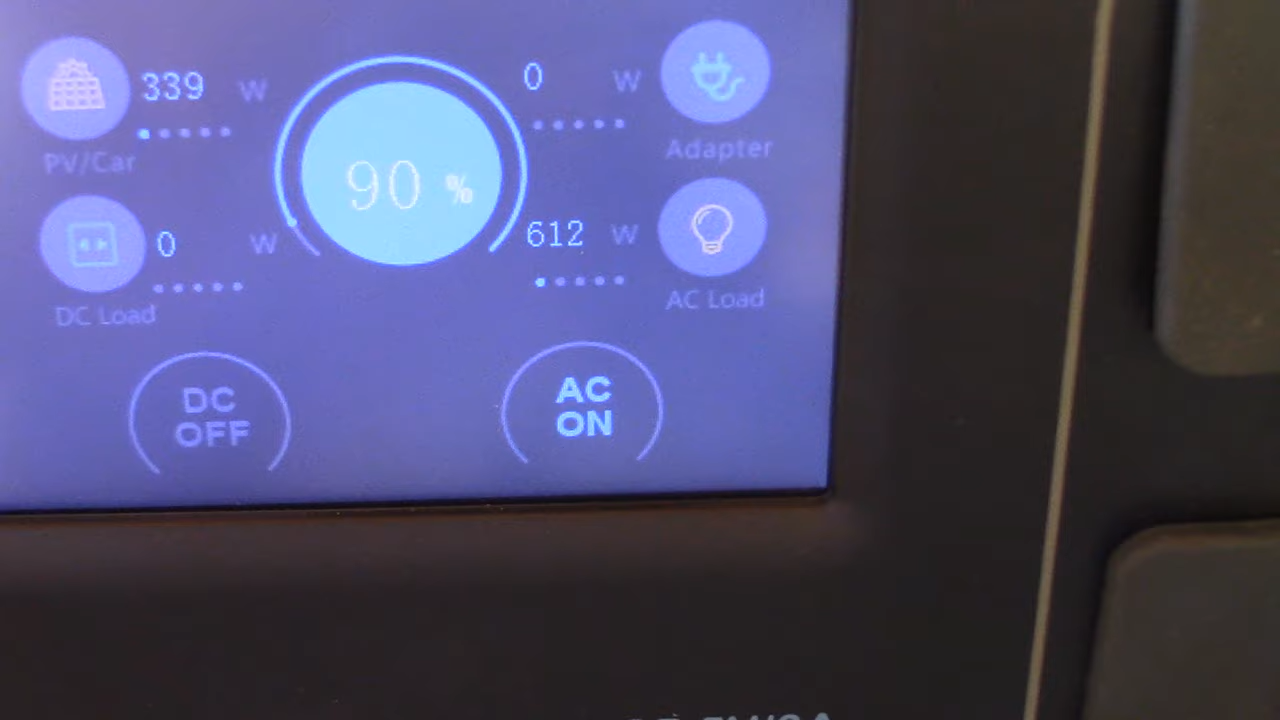 339 W
PV/Car
0 W
DC Load
90 %
0 W
Adapter
612 W
AC Load
DC
OFF
AC
ON